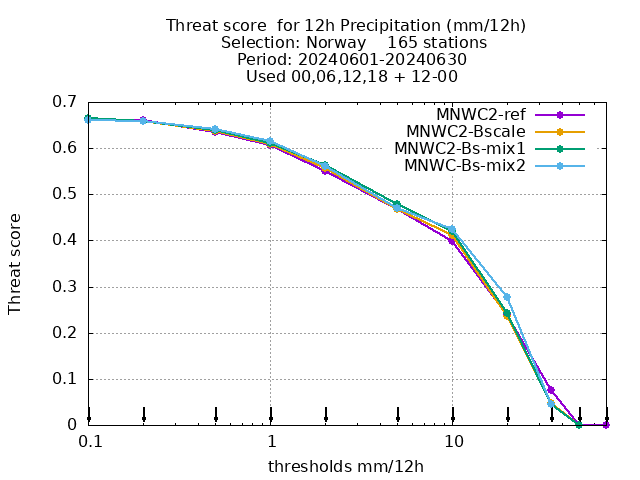 Threat score  for 12h Precipitation (mm/12h)
Selection: Norway    165 stations
Period: 20240601-20240630
Used 00,06,12,18 + 12-00
MNWC2-ref
MNWC2-Bscale
MNWC2-Bs-mix1
MNWC-Bs-mix2
Threat score
0.7
0.6
0.5
0.4
0.3
0.2
0.1
0
0.1
1
10
thresholds mm/12h